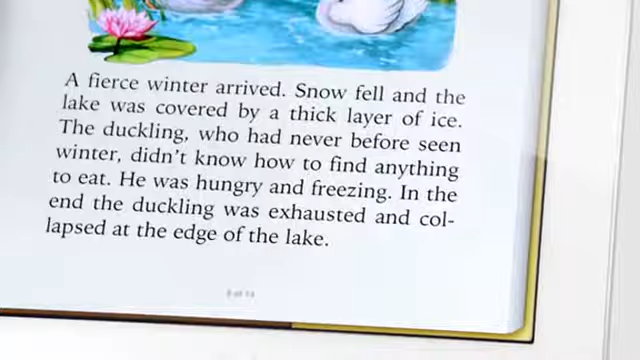 A fierce winter arrived. Snow fell and the
lake was covered by a thick layer of ice.
The duckling, who had never before seen
winter, didn't know how to find anything
to eat. He was hungry and freezing. In the
end the duckling was exhausted and col-
lapsed at the edge of the lake.